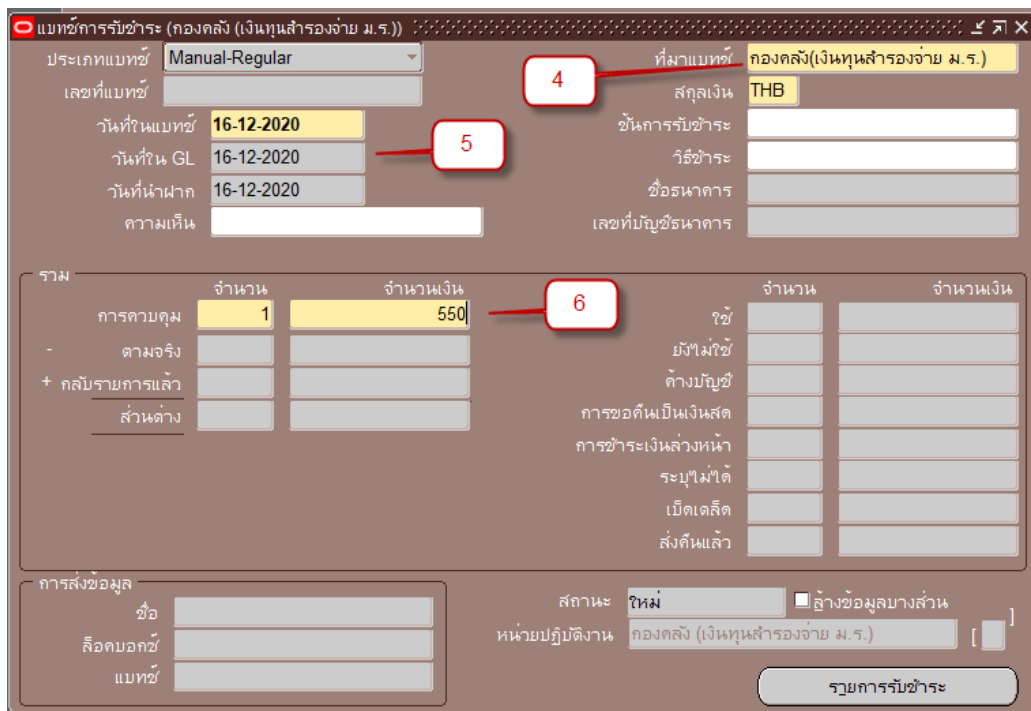 แบทช์การรับชำระ (กองคลัง (เงินทุนสำรองจ่าย ม.ร.))
ประเภทแบทช์ Manual-Regular
ที่มาแบทช์ กองคลัง(เงินทุนสำรองจ่าย ม.ร.)
4
เลขที่แบทช์
สกุลเงิน THB
วันที่ในแบทช์ 16-12-2020
ชั้นการรับชำระ
5
วันที่ใน GL 16-12-2020
วิธีชำระ
วันที่นำฝาก 16-12-2020
ชื่อธนาคาร
ความเห็น
เลขที่บัญชีธนาคาร
รวม
จำนวน จำนวนเงิน
จำนวน จำนวนเงิน
การควบคุม 1 550
6
ใช้
- ตามจริง
ยังไม่ใช้
+ กลับรายการแล้ว
ค้างบัญชี
ส่วนต่าง
การขอคืนเป็นเงินสด
การชำระเงินล่วงหน้า
ระบุไม่ได้
เบ็ดเตล็ด
ส่งคืนแล้ว
การส่งข้อมูล
ชื่อ
สถานะ ใหม่
ล้างข้อมูลบางส่วน
ล็อคบอกซ์
หน่วยปฏิบัติงาน กองคลัง (เงินทุนสำรองจ่าย ม.ร.) [ ]
แบทช์
รายการรับชำระ